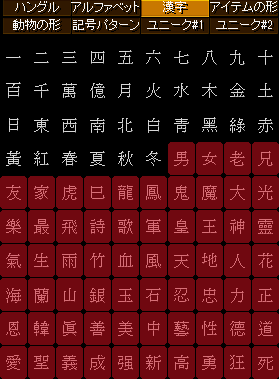 ハングル アルファベット 漢字 アイテムの形
動物の形 記号パターン ユニーク#1 ユニーク#2
一 二 三 四 五 六 七 八 九 十
百 千 萬 億 月 火 水 木 金 土
日 東 西 南 北 白 靑 黑 綠 赤
黃 紅 春 夏 秋 冬 男 女 老 兄
友 家 虎 巳 龍 鳳 鬼 魔 大 光
樂 最 飛 詩 歌 軍 皇 王 神 靈
氣 生 雨 竹 血 風 天 地 人 花
海 蘭 山 銀 玉 石 忍 忠 力 正
恩 韓 眞 善 美 中 藝 性 德 道
愛 聖 義 成 强 新 高 勇 狂 死